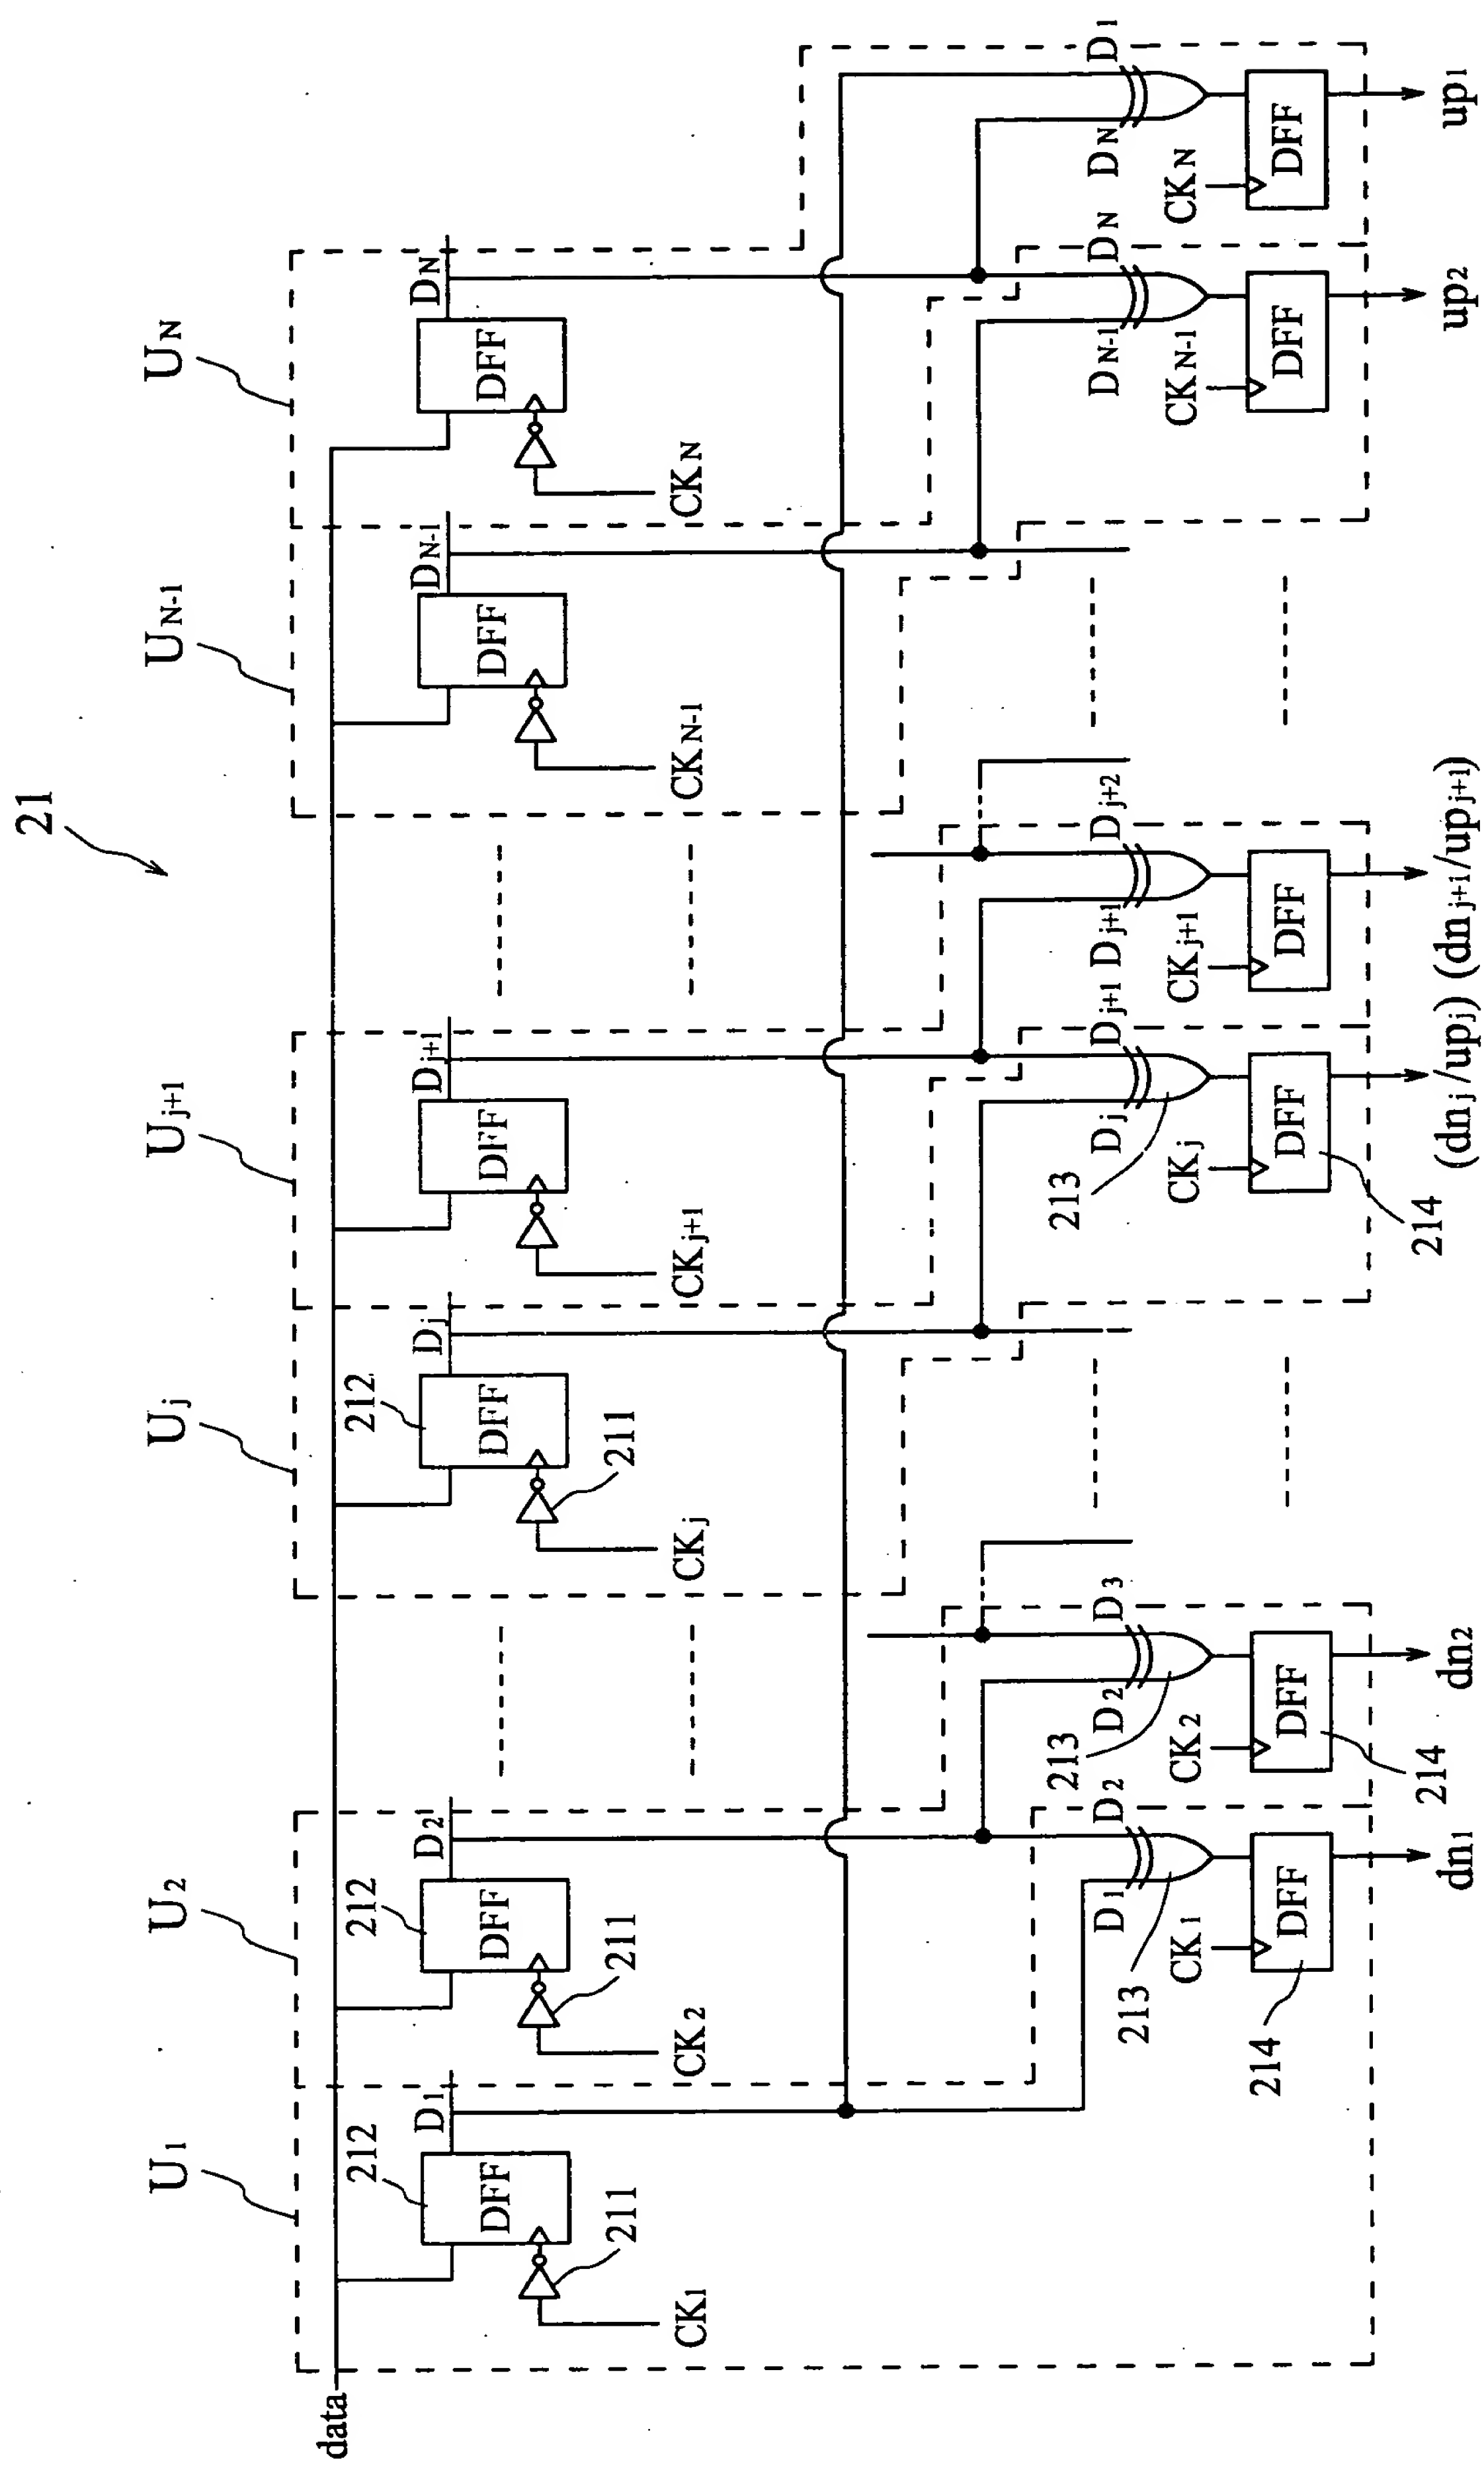 21
U1
U2
Uj
Uj+1
UN-1
UN
data
212
D1
DFF
211
CK1
212
D2
DFF
211
CK2
212
Dj
DFF
211
CKj
Dj+1
DFF
CKj+1
DN-1
DFF
CKN-1
DN
DFF
CKN
D1
D2
213
CK1
DFF
214
dn1
D2
D3
213
CK2
DFF
214
dn2
Dj
Dj+1
213
CKj
DFF
214
(dnj/upj)
Dj+1
Dj+2
CKj+1
DFF
(dnj+1/upj+1)
DN-1
DN
CKN-1
DFF
up2
DN
D1
CKN
DFF
up1